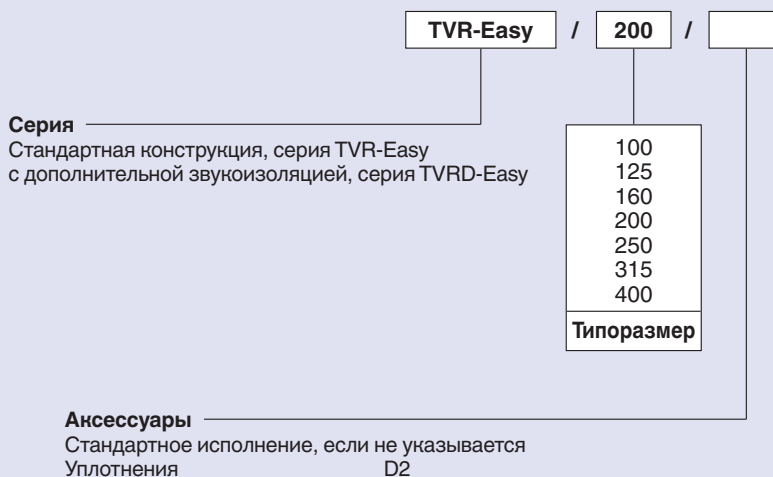 TVR-Easy / 200 /
Серия
Стандартная конструкция, серия TVR-Easy
с дополнительной звукоизоляцией, серия TVRD-Easy
100
125
160
200
250
315
400
Типоразмер
Аксессуары
Стандартное исполнение, если не указывается
Уплотнения D2